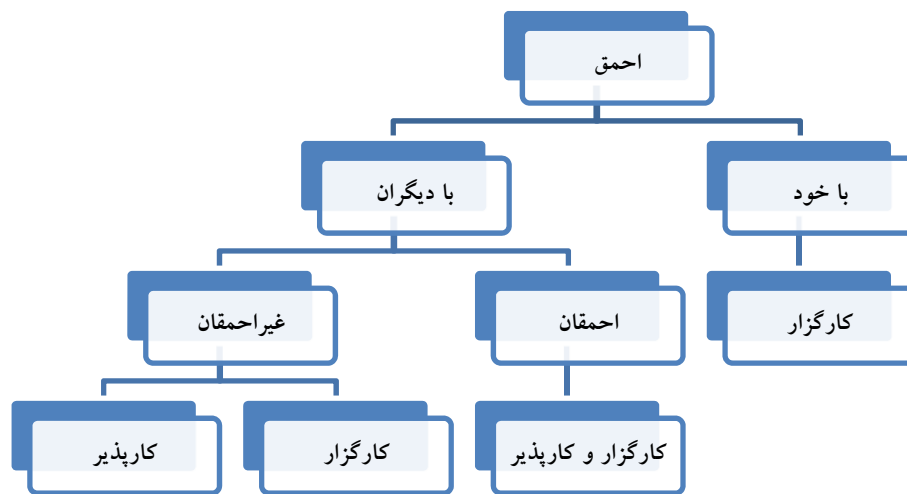 احمق
با خود
با دیگران
کارگزار
احمقان
غیراحمقان
کارگزار و کارپذیر
کارگزار
کارپذیر